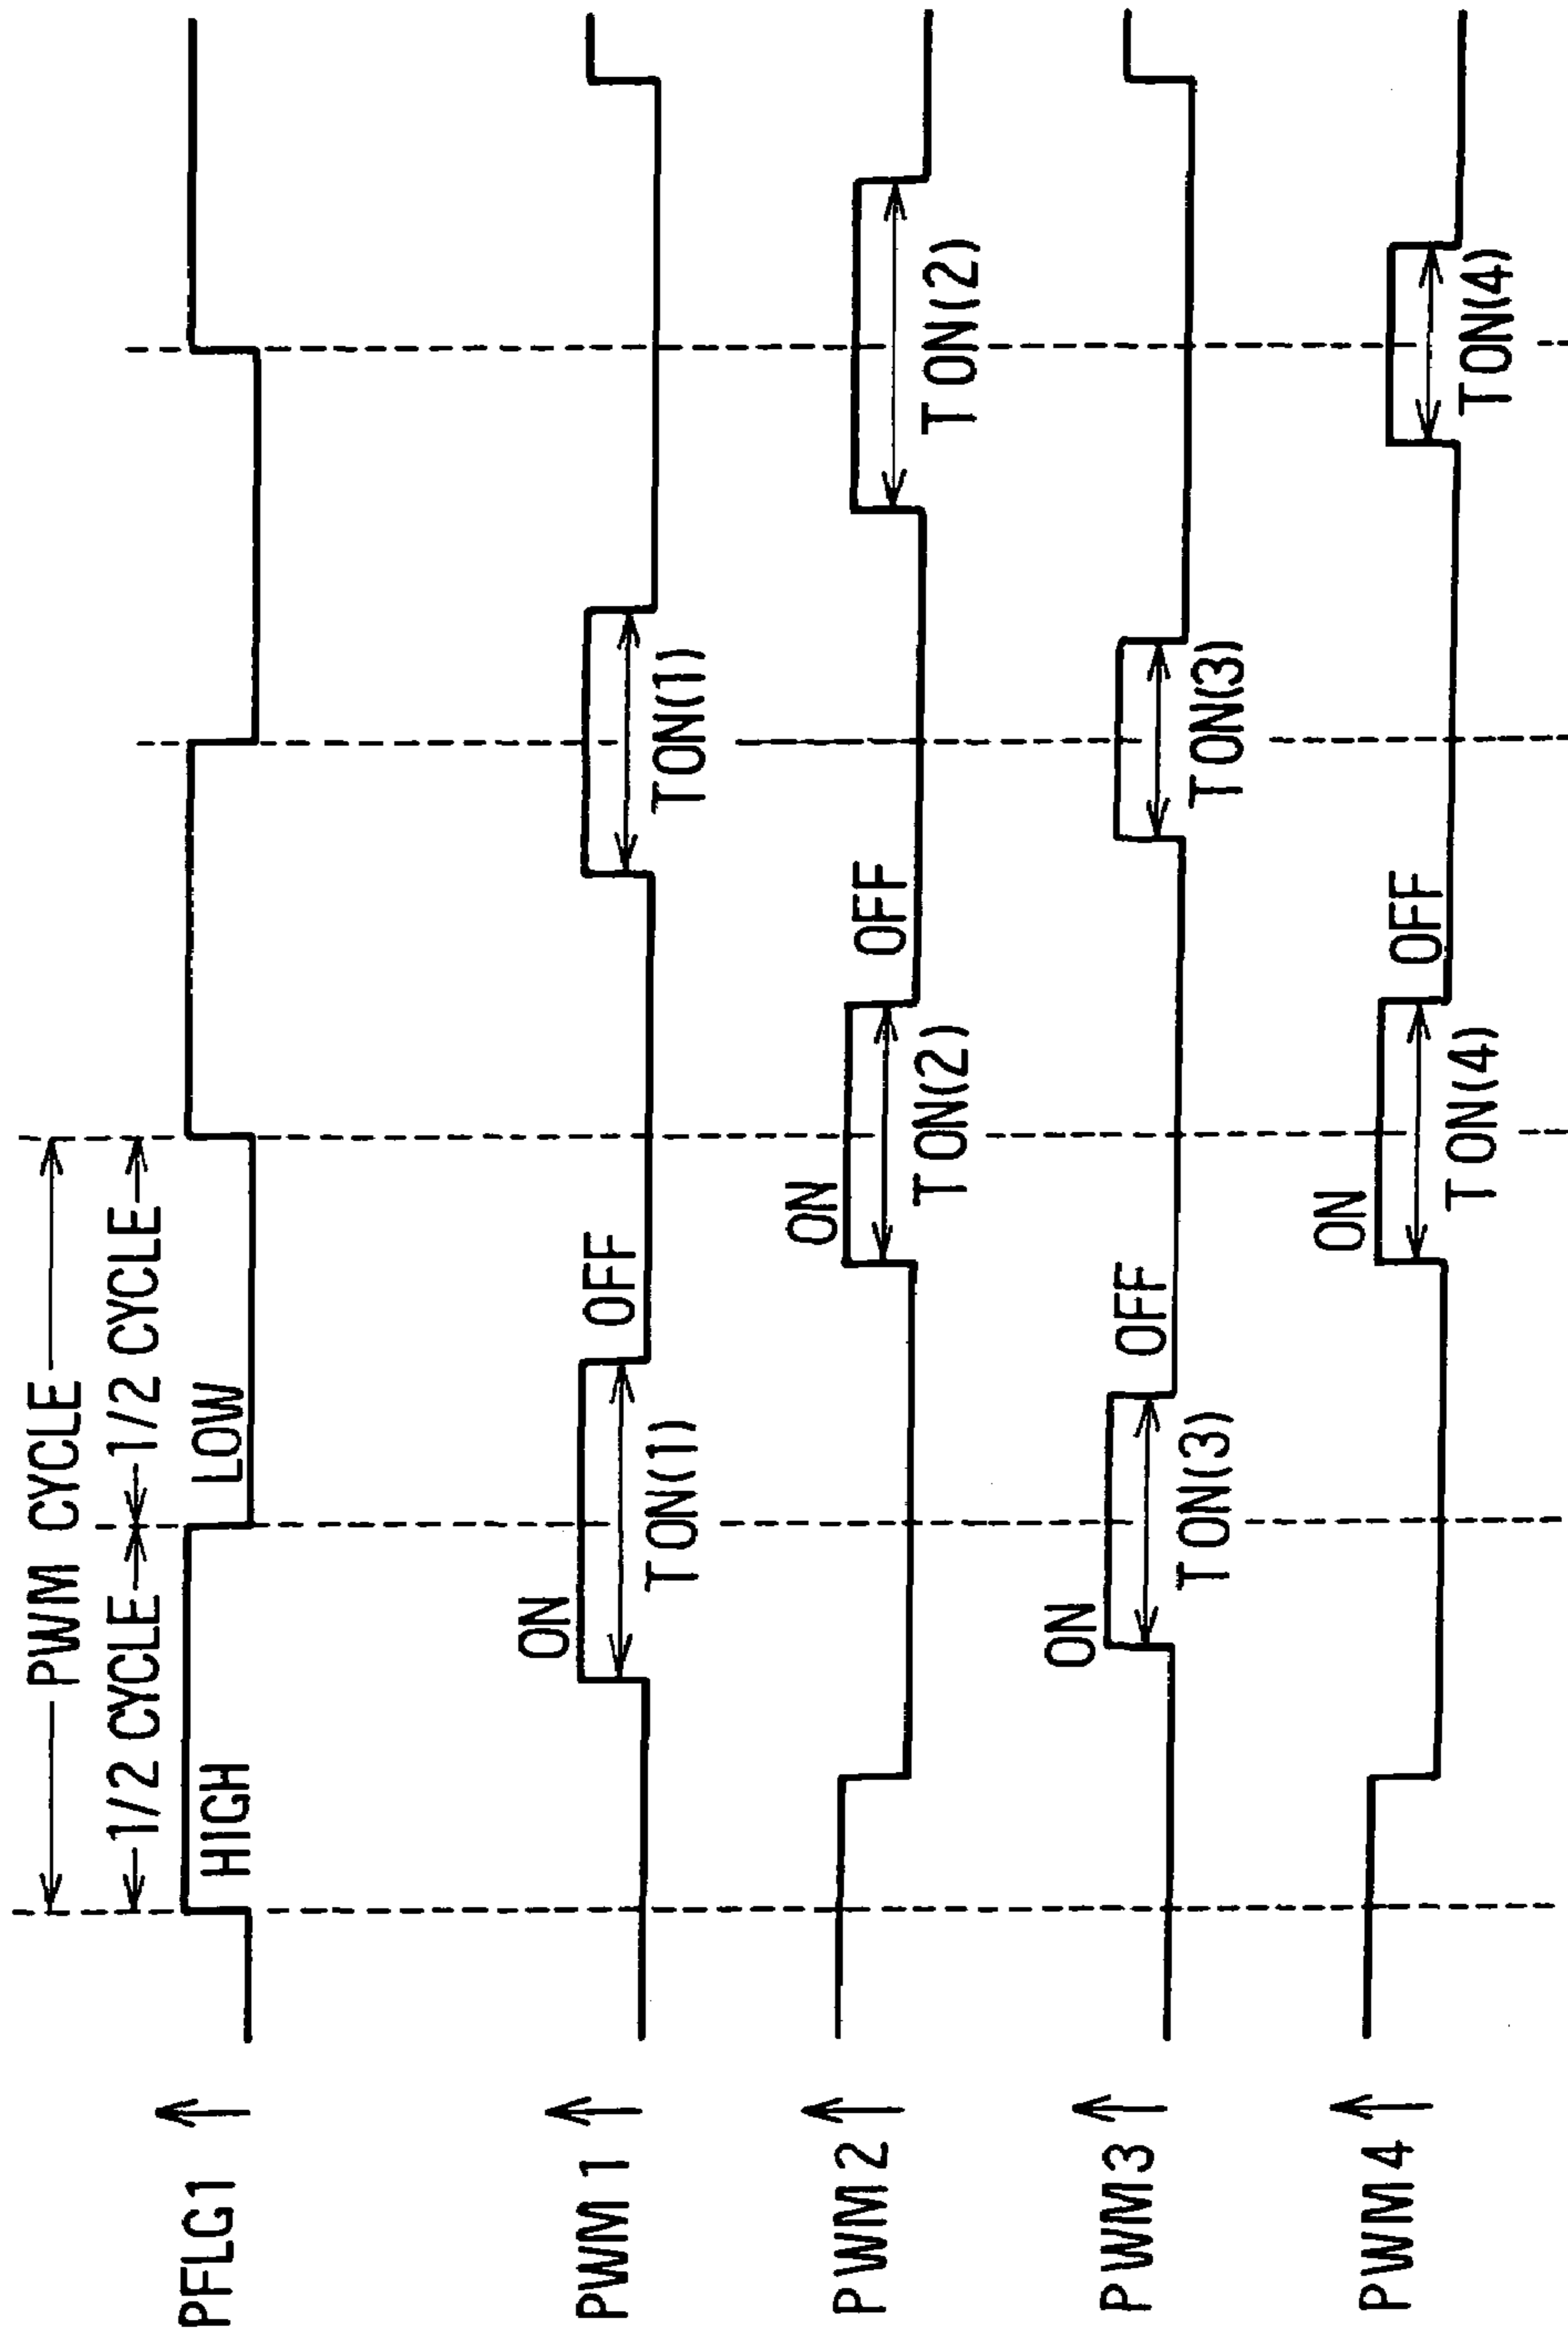 PWM CYCLE
1/2 CYCLE 1/2 CYCLE
PFLG1 HIGH LOW
PWM1 ON OFF
TON(1) TON(1)
PWM2 ON OFF
TON(2) TON(2)
PWM3 ON OFF
TON(3) TON(3)
PWM4 ON OFF
TON(4) TON(4)